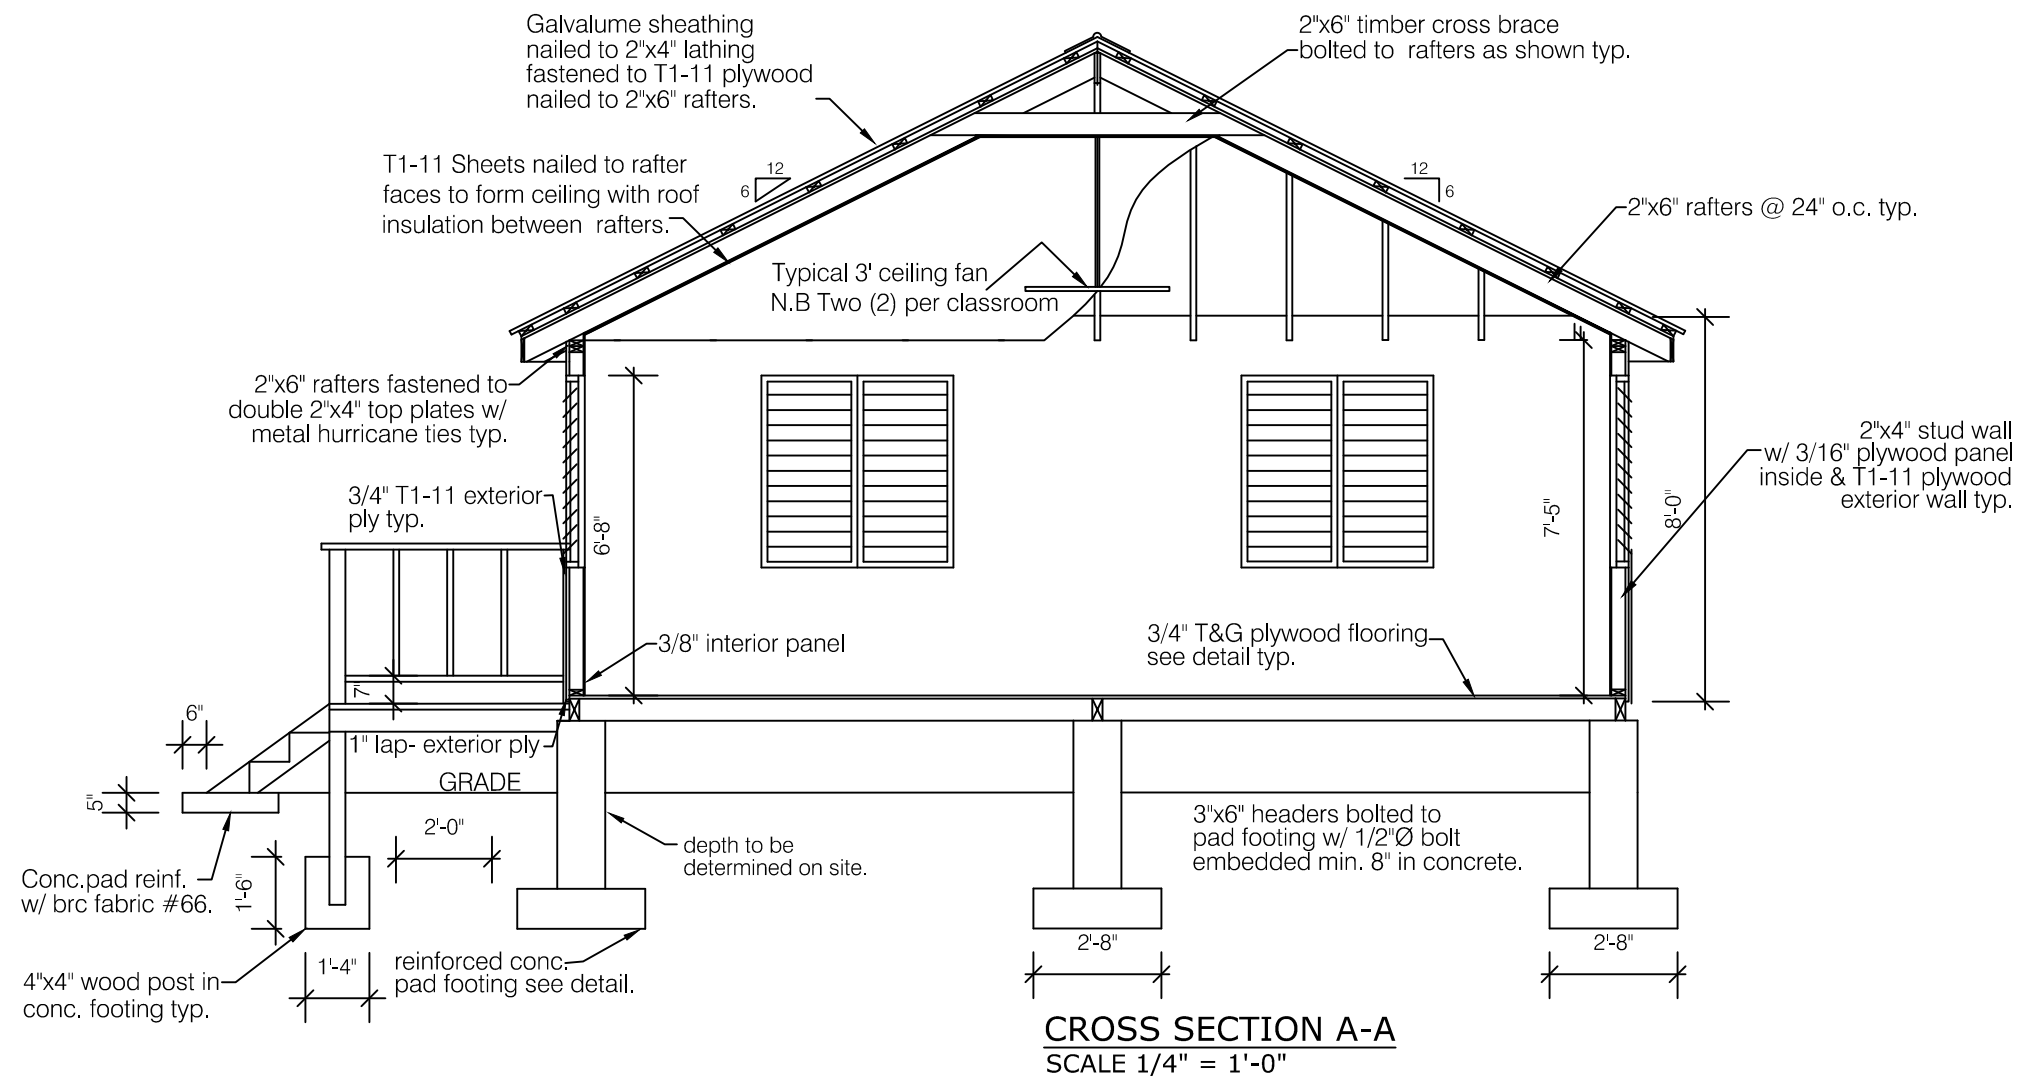 Galvalume sheathing
nailed to 2"x4" lathing
fastened to T1-11 plywood
nailed to 2"x6" rafters.
2"x6" timber cross brace
bolted to rafters as shown typ.
T1-11 Sheets nailed to rafter
faces to form ceiling with roof
insulation between rafters.
12
6
12
6
2"x6" rafters @ 24" o.c. typ.
Typical 3' ceiling fan
N.B Two (2) per classroom
2"x6" rafters fastened to
double 2"x4" top plates w/
metal hurricane ties typ.
2"x4" stud wall
w/ 3/16" plywood panel
inside & T1-11 plywood
exterior wall typ.
3/4" T1-11 exterior
ply typ.
6'-8"
7'-5"
8'-0"
3/8" interior panel
3/4" T&G plywood flooring
see detail typ.
7"
6"
1" lap- exterior ply
GRADE
5"
2'-0"
depth to be
determined on site.
3"x6" headers bolted to
pad footing w/ 1/2"Ø bolt
embedded min. 8" in concrete.
Conc.pad reinf.
w/ brc fabric #66.
1'-6"
1'-4"
4"x4" wood post in
conc. footing typ.
reinforced conc.
pad footing see detail.
2'-8"
2'-8"
CROSS SECTION A-A
SCALE 1/4" = 1'-0"